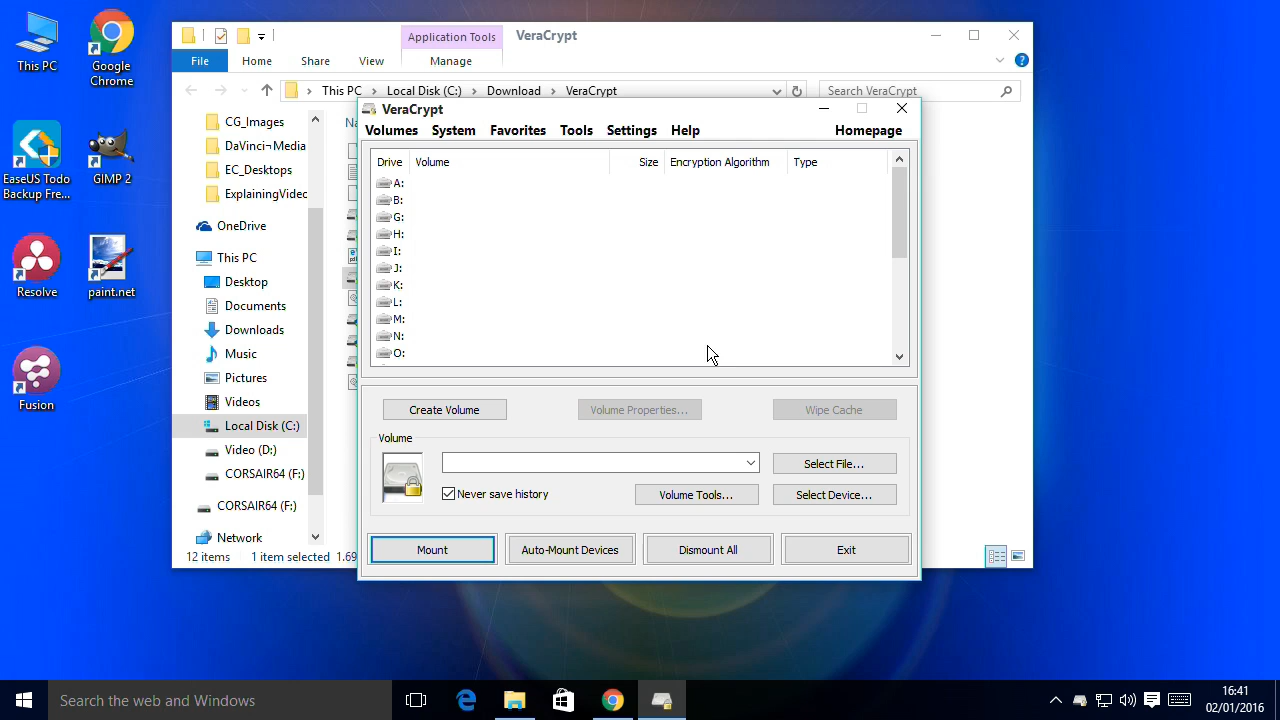 This PC
Google
Chrome
EaseUS Todo
Backup Fre...
GIMP 2
Resolve
paint.net
Fusion
Application Tools
VeraCrypt
File
Home
Share
View
Manage
This PC
Local Disk (C:)
Download
VeraCrypt
Search VeraCrypt
CG_Images
DaVinci-Media
EC_Desktops
ExplainingVideo
OneDrive
This PC
Desktop
Documents
Downloads
Music
Pictures
Videos
Local Disk (C:)
Video (D:)
CORSAIR64 (F:)
CORSAIR64 (F:)
Network
12 items
1 item selected
1.69
VeraCrypt
Volumes
System
Favorites
Tools
Settings
Help
Homepage
Drive
Volume
Size
Encryption Algorithm
Type
A:
B:
G:
H:
I:
J:
K:
L:
M:
N:
O:
Create Volume
Volume Properties...
Wipe Cache
Volume
Select File...
Never save history
Volume Tools...
Select Device...
Mount
Auto-Mount Devices
Dismount All
Exit
Search the web and Windows
16:41
02/01/2016